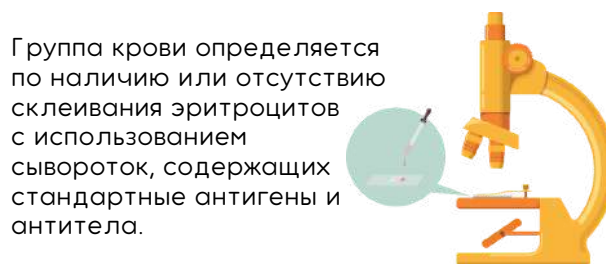 Группа крови определяется
по наличию или отсутствию
склеивания эритроцитов
с использованием
сывороток, содержащих
стандартные антигены и
антитела.